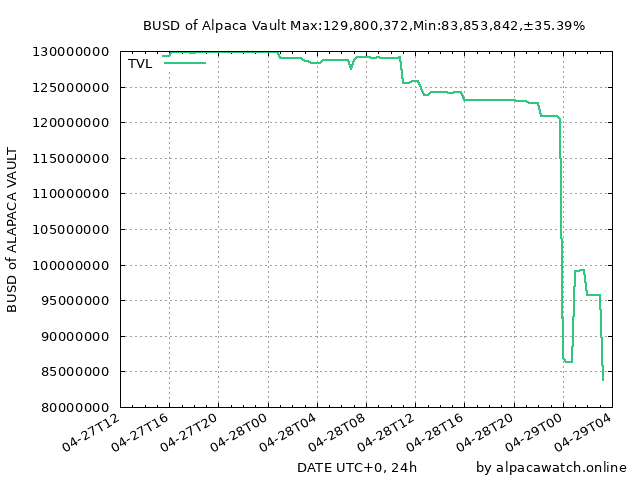 BUSD of Alpaca Vault Max:129,800,372,Min:83,853,842,±35.39%
130000000
TVL
125000000
120000000
115000000
110000000
105000000
100000000
95000000
90000000
85000000
80000000
BUSD of ALAPACA VAULT
04-27T12
04-27T16
04-27T20
04-28T00
04-28T04
04-28T08
04-28T12
04-28T16
04-28T20
04-29T00
04-29T04
DATE UTC+0, 24h
by alpacawatch.online